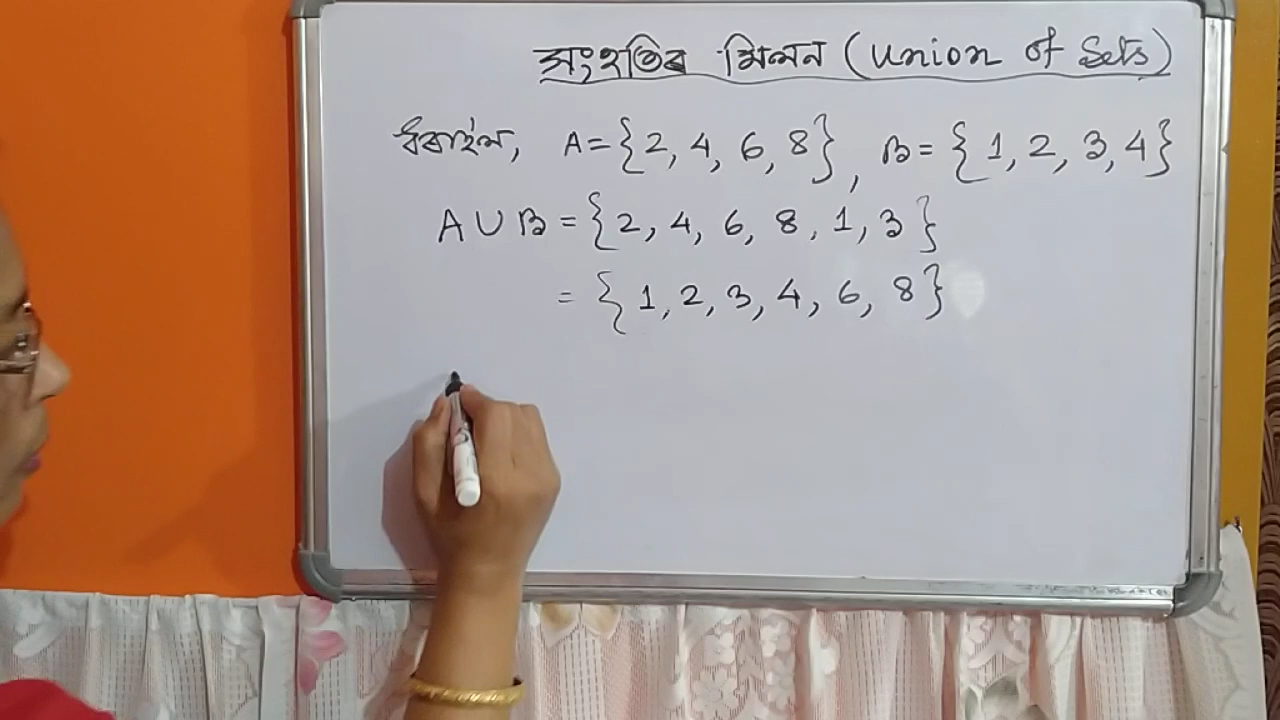 সংহতিৰ মিলন (Union of Sets)
ধৰাহ'ল, A = {2, 4, 6, 8}, B = {1, 2, 3, 4}
A ∪ B = {2, 4, 6, 8, 1, 3}
= {1, 2, 3, 4, 6, 8}